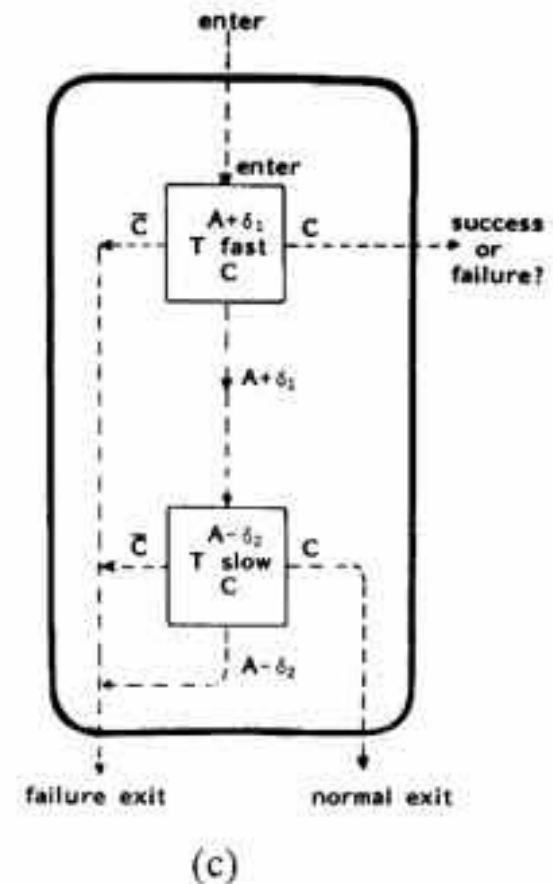 enter
enter
A+δ₁
T fast
C
C̅
C
success
or
failure?
A+δ₁
A-δ₂
T slow
C
C̅
C
A-δ₂
failure exit
normal exit
(c)